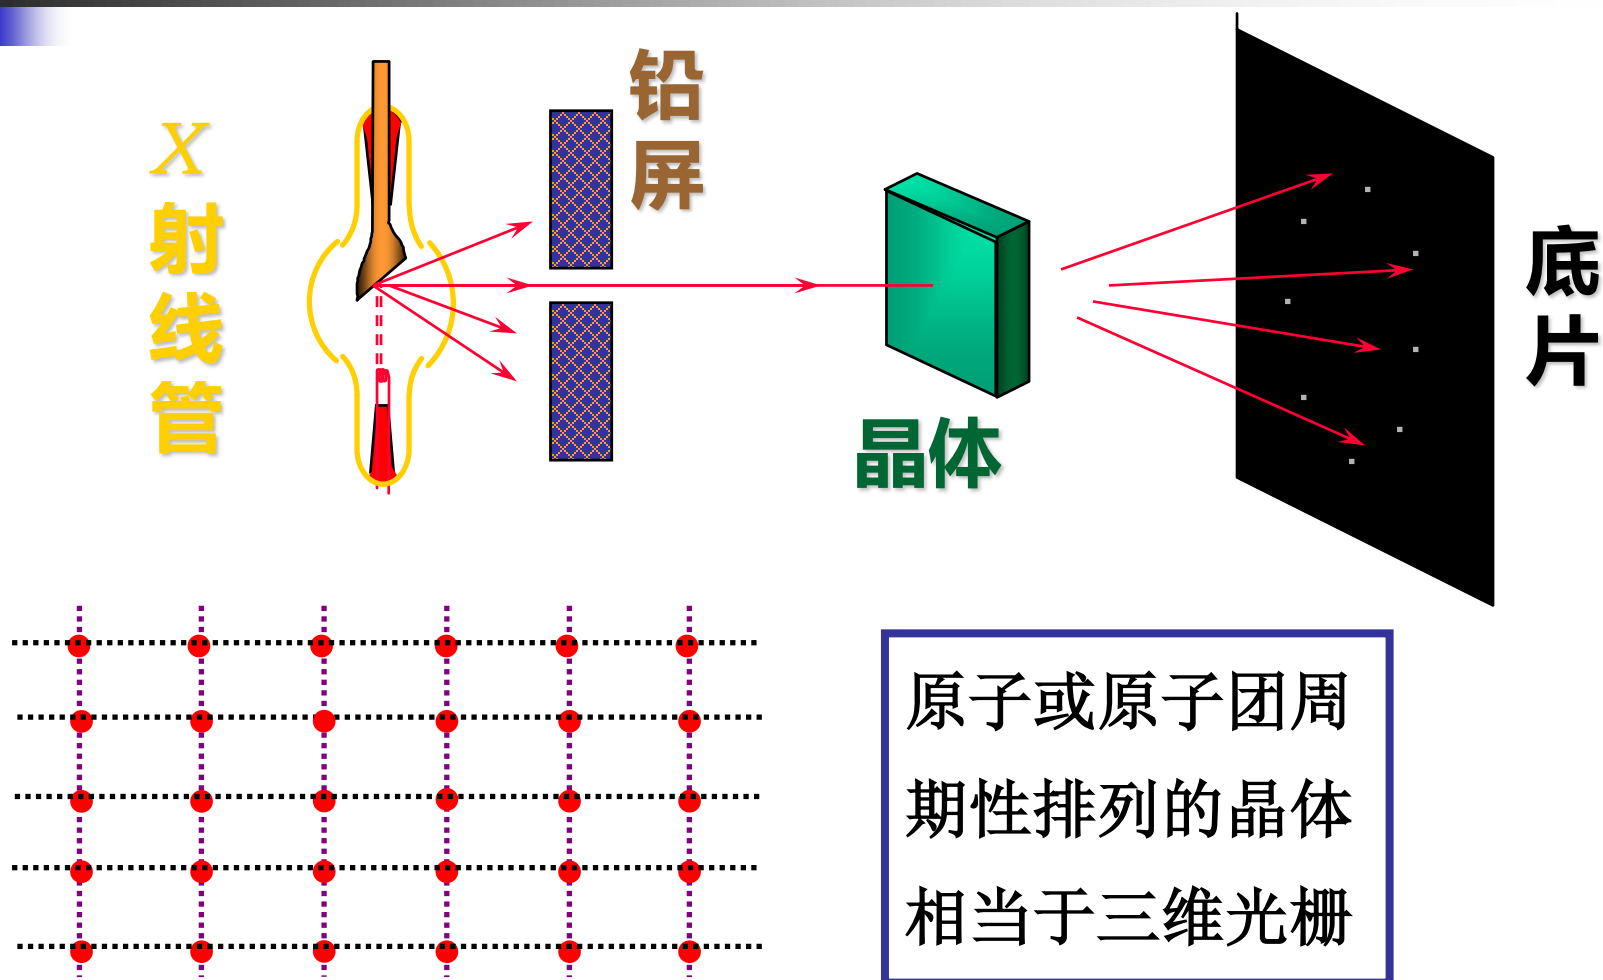 X射线管
铅屏
晶体
底片
原子或原子团周
期性排列的晶体
相当于三维光栅